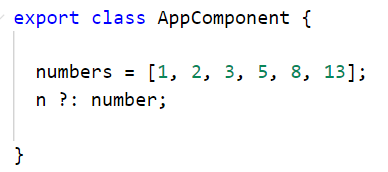 export class AppComponent {
numbers = [1, 2, 3, 5, 8, 13];
n ?: number;
}